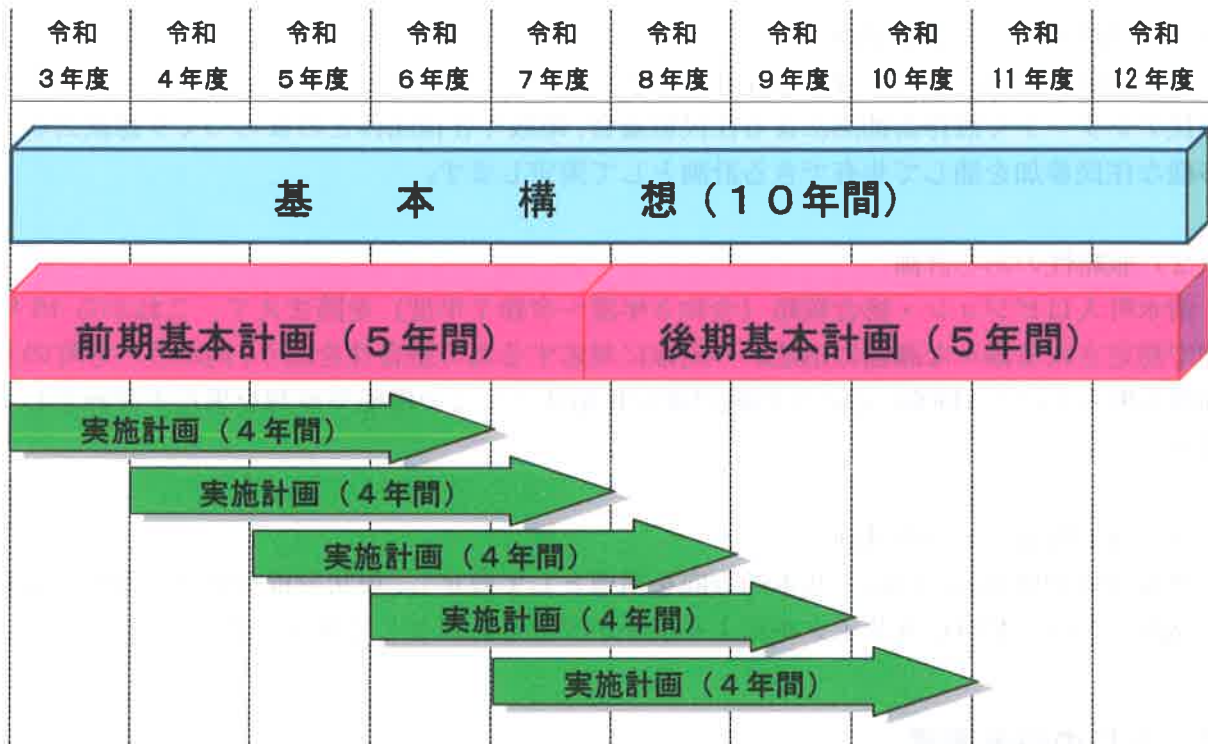 令和 令和 令和 令和 令和 令和 令和 令和 令和 令和
3年度 4年度 5年度 6年度 7年度 8年度 9年度 10年度 11年度 12年度
基本構想(10年間)
前期基本計画(5年間) 後期基本計画(5年間)
実施計画(4年間)
実施計画(4年間)
実施計画(4年間)
実施計画(4年間)
実施計画(4年間)